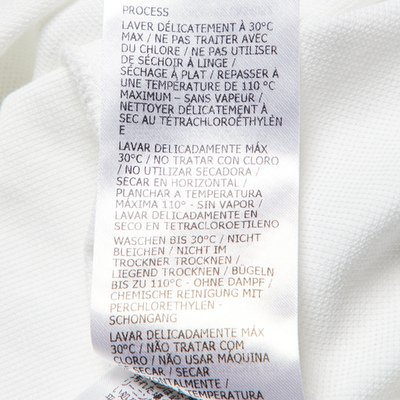 PROCESS
LAVER DÉLICATEMENT À 30°C
MAX / NE PAS TRAITER AVEC
DU CHLORE / NE PAS UTILISER
DE SÉCHOIR À LINGE /
SÉCHAGE À PLAT / REPASSER À
UNE TEMPÉRATURE DE 110 °C
MAXIMUM – SANS VAPEUR /
NETTOYER DÉLICATEMENT À
SEC AU TÉTRACHLOROÉTHYLÈN
E
LAVAR DELICADAMENTE MÁX
30°C / NO TRATAR CON CLORO
/ NO UTILIZAR SECADORA /
SECAR EN HORIZONTAL /
PLANCHAR A TEMPERATURA
MÁXIMA 110° - SIN VAPOR /
LAVAR DELICADAMENTE EN
SECO EN TETRACLOROETILENO
WASCHEN BIS 30°C / NICHT
BLEICHEN / NICHT IM
TROCKNER TROCKNEN /
LIEGEND TROCKNEN / BÜGELN
BIS ZU 110°C - OHNE DAMPF /
CHEMISCHE REINIGUNG MIT
PERCHLORETHYLEN -
SCHONGANG
LAVAR DELICADAMENTE MÁX
30°C / NÃO TRATAR COM
CLORO / NÃO USAR MÁQUINA
SECAR / SECAR
TEMPERATURA